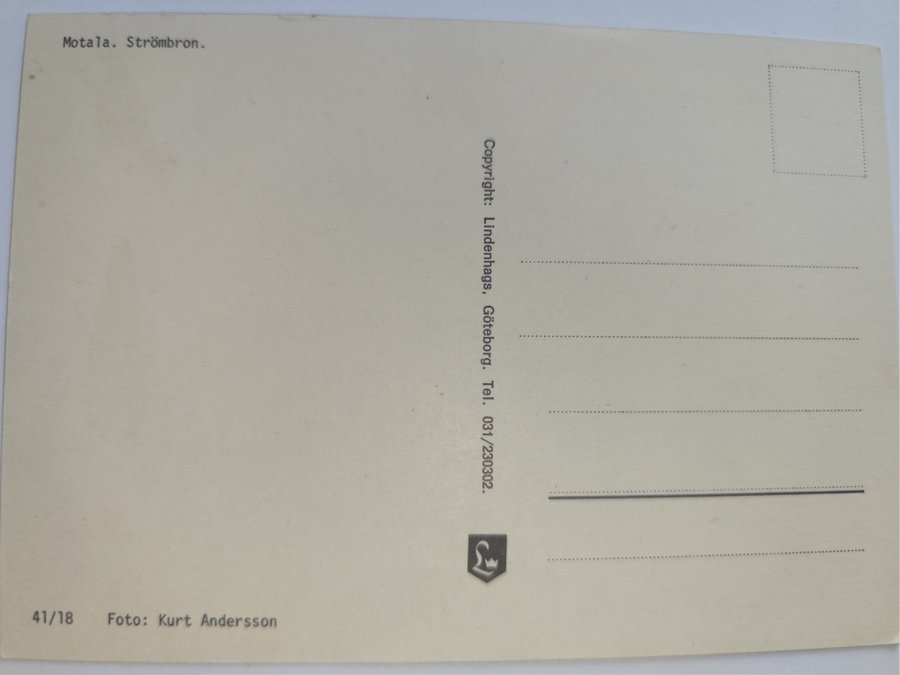 Motala. Strömbron.
Copyright: Lindenhags, Göteborg. Tel. 031/230302.
L
41/18 Foto: Kurt Andersson